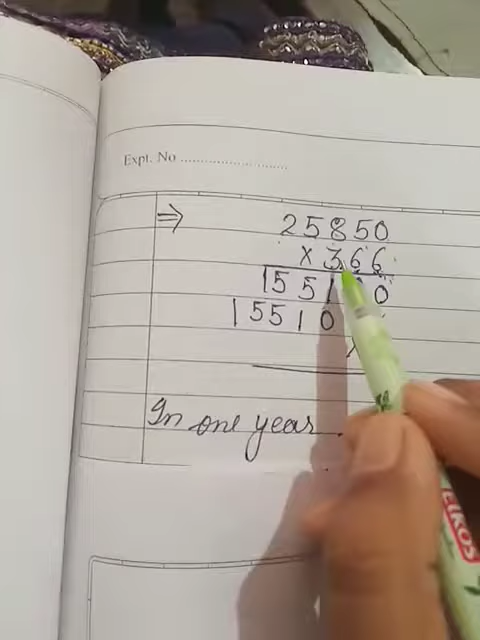 Expt. No ............................
⇒ 25850
× 366
155100
15510
In one year